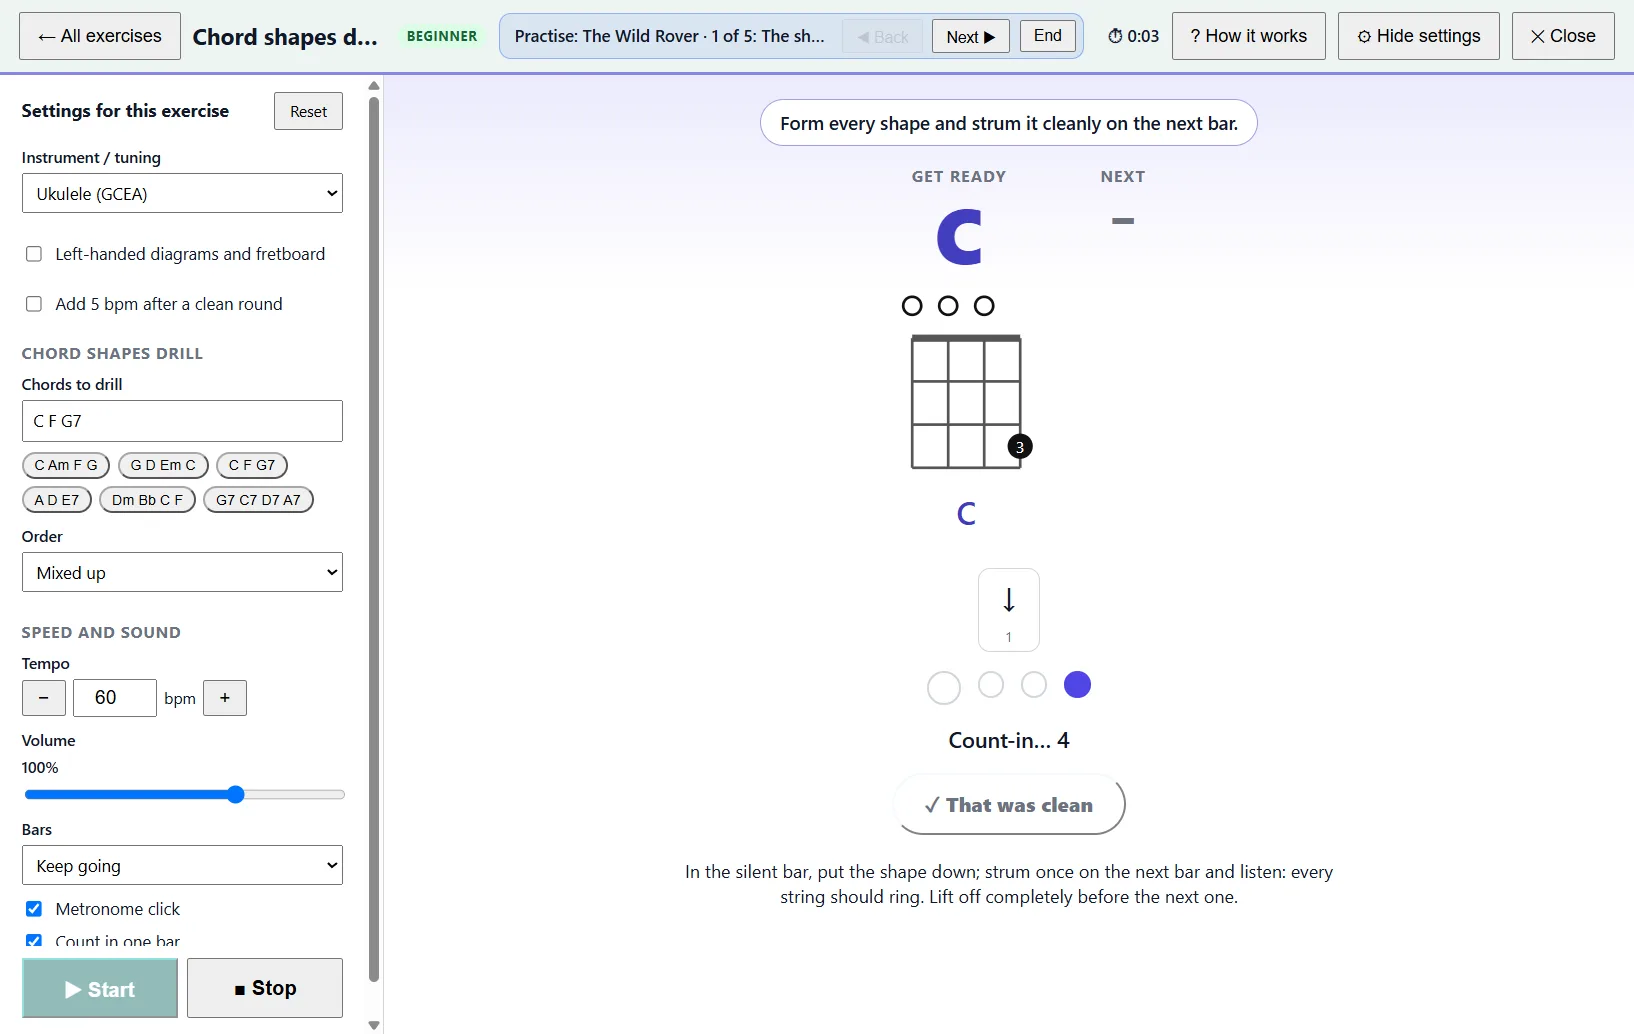 ← All exercises
Chord shapes d...
BEGINNER
Practise: The Wild Rover · 1 of 5: The sh...
◀ Back
Next ▶
End
⏱ 0:03
? How it works
⚙ Hide settings
✕ Close
Settings for this exercise
Reset
Instrument / tuning
Ukulele (GCEA)
Left-handed diagrams and fretboard
Add 5 bpm after a clean round
CHORD SHAPES DRILL
Chords to drill
C F G7
C Am F G
G D Em C
C F G7
A D E7
Dm Bb C F
G7 C7 D7 A7
Order
Mixed up
SPEED AND SOUND
Tempo
− 60 bpm +
Volume
100%
Bars
Keep going
Metronome click
Count in one bar
▶ Start
■ Stop
Form every shape and strum it cleanly on the next bar.
GET READY
NEXT
C
–
3
C
↓
1
Count-in... 4
✓ That was clean
In the silent bar, put the shape down; strum once on the next bar and listen: every
string should ring. Lift off completely before the next one.